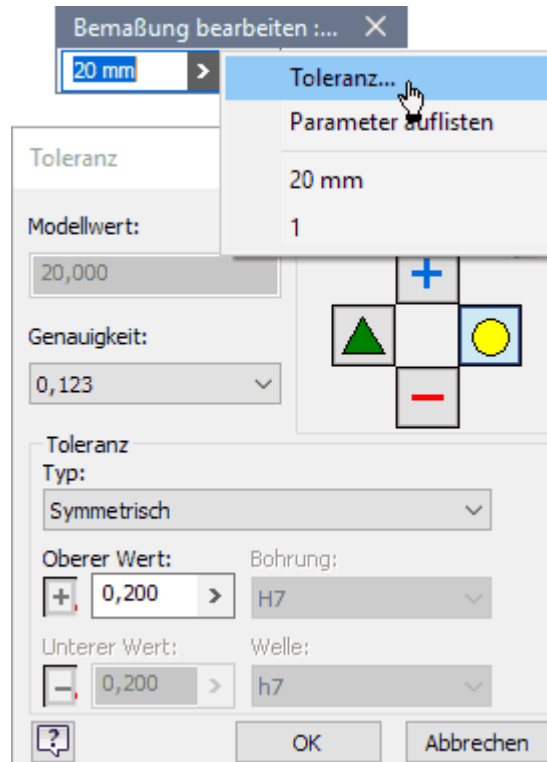 Bemaßung bearbeiten :...
20 mm
Toleranz...
Parameter auflisten
20 mm
1
Toleranz
Modellwert:
20,000
Genauigkeit:
0,123
Toleranz
Typ:
Symmetrisch
Oberer Wert:
Bohrung:
0,200
H7
Unterer Wert:
Welle:
0,200
h7
OK
Abbrechen